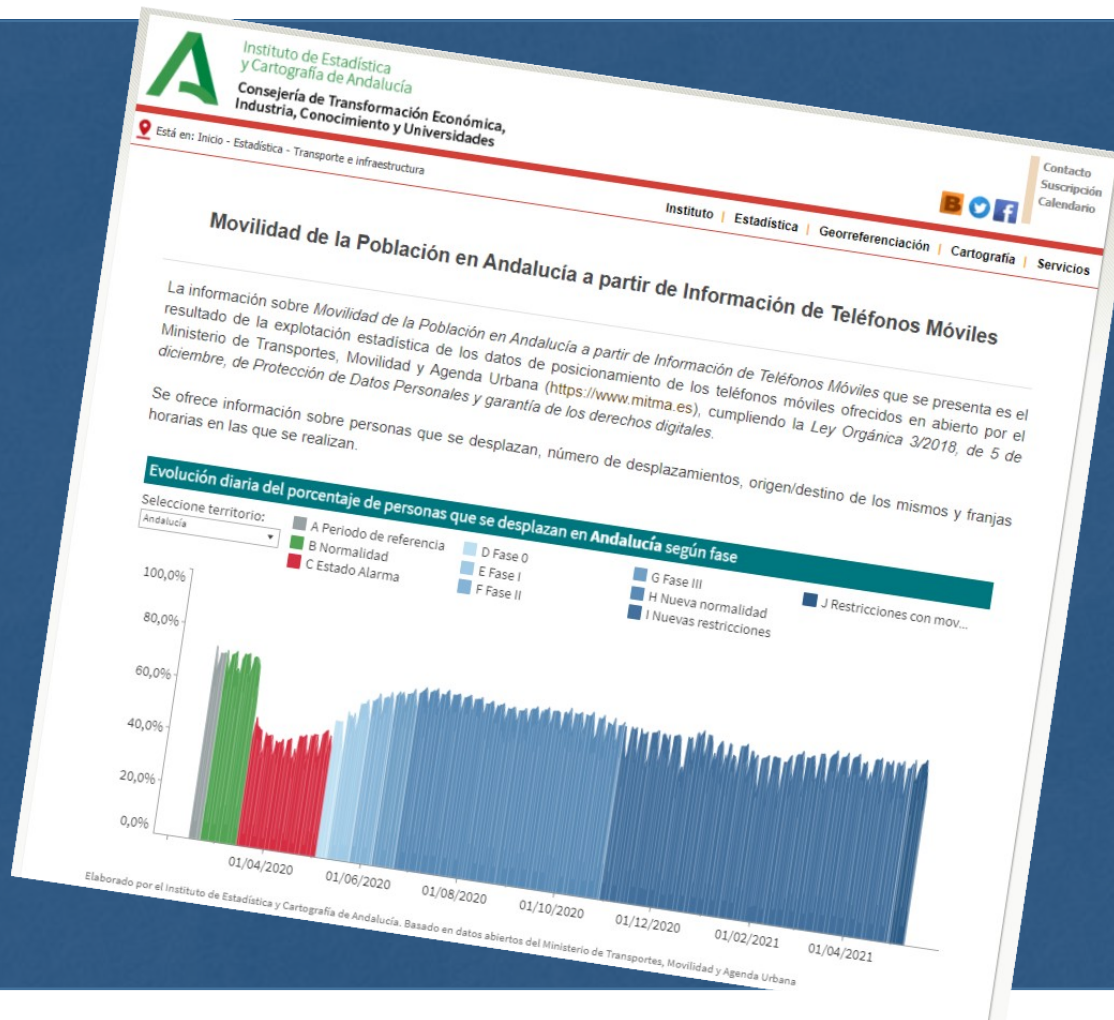 Instituto de Estadística
y Cartografía de Andalucía
Consejería de Transformación Económica,
Industria, Conocimiento y Universidades
Contacto
Suscripción
Calendario
Está en: Inicio - Estadística - Transporte e infraestructura
Instituto | Estadística | Georreferenciación | Cartografía | Servicios
Movilidad de la Población en Andalucía a partir de Información de Teléfonos Móviles
La información sobre Movilidad de la Población en Andalucía a partir de Información de Teléfonos Móviles que se presenta es el
resultado de la explotación estadística de los datos de posicionamiento de los teléfonos móviles ofrecidos en abierto por el
Ministerio de Transportes, Movilidad y Agenda Urbana (https://www.mitma.es), cumpliendo la Ley Orgánica 3/2018, de 5 de
diciembre, de Protección de Datos Personales y garantía de los derechos digitales.
Se ofrece información sobre personas que se desplazan, número de desplazamientos, origen/destino de los mismos y franjas
horarias en las que se realizan.
Evolución diaria del porcentaje de personas que se desplazan en Andalucía según fase
Seleccione territorio:
Andalucía
A Periodo de referencia
B Normalidad
C Estado Alarma
D Fase 0
E Fase I
F Fase II
G Fase III
H Nueva normalidad
I Nuevas restricciones
J Restricciones con mov...
100,0%
80,0%
60,0%
40,0%
20,0%
0,0%
01/04/2020
01/06/2020
01/08/2020
01/10/2020
01/12/2020
01/02/2021
01/04/2021
Elaborado por el Instituto de Estadística y Cartografía de Andalucía. Basado en datos abiertos del Ministerio de Transportes, Movilidad y Agenda Urbana